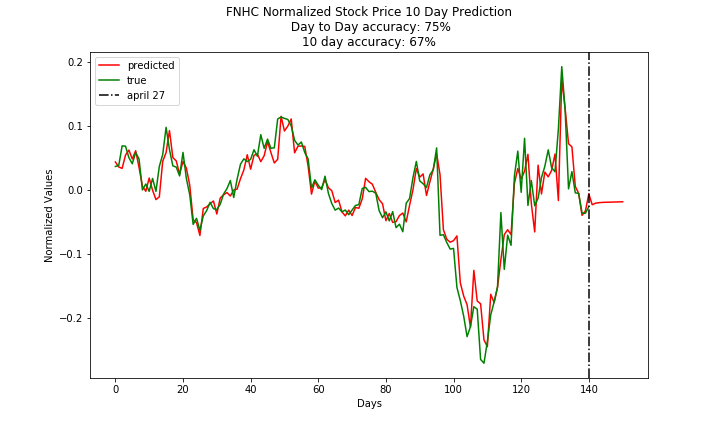 FNHC Normalized Stock Price 10 Day Prediction
Day to Day accuracy: 75%
10 day accuracy: 67%
predicted
true
april 27
0.2
0.1
0.0
−0.1
−0.2
Normalized Values
0
20
40
60
80
100
120
140
Days